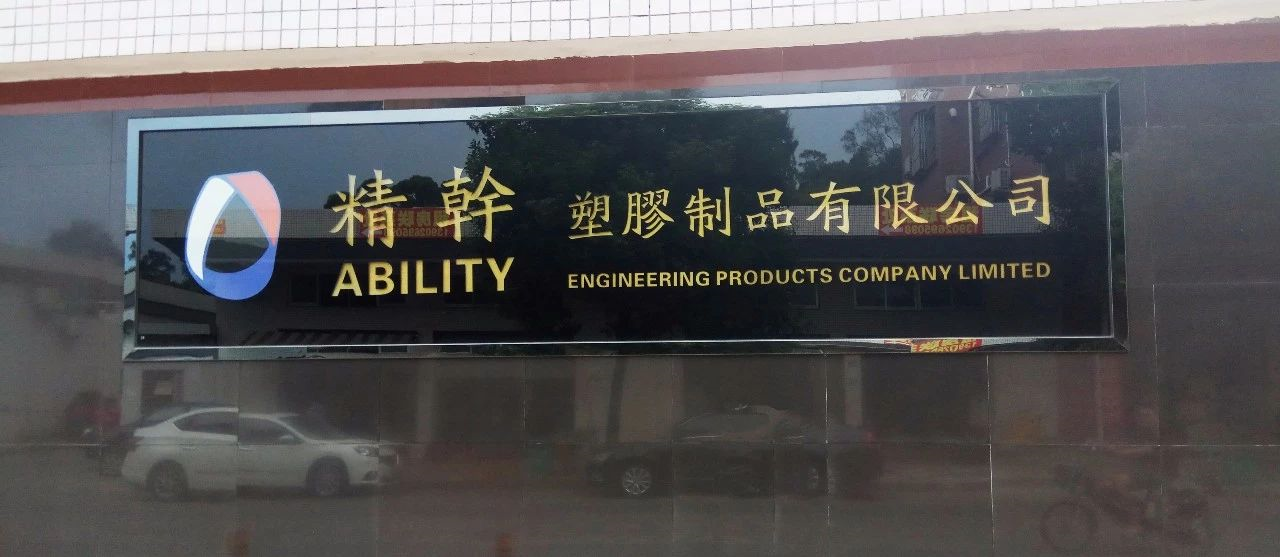 精幹 塑膠制品有限公司
ABILITY ENGINEERING PRODUCTS COMPANY LIMITED